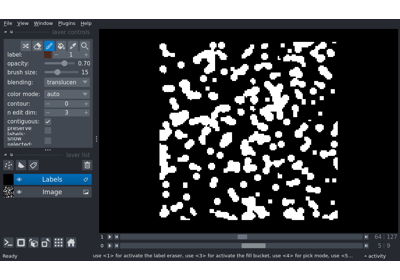 File View Window Plugins Help
layer controls
label: 1
opacity: 0.70
brush size: 15
blending: translucen
color mode: auto
contour: 0
n edit dim: 3
contiguous:
preserve
labels:
show
selected:
layer list
Labels
Image
1 64 127
0 5 9
Ready use <1> for activate the label eraser, use <3> for activate the fill bucket, use <4> for pick mode, use <5... activity